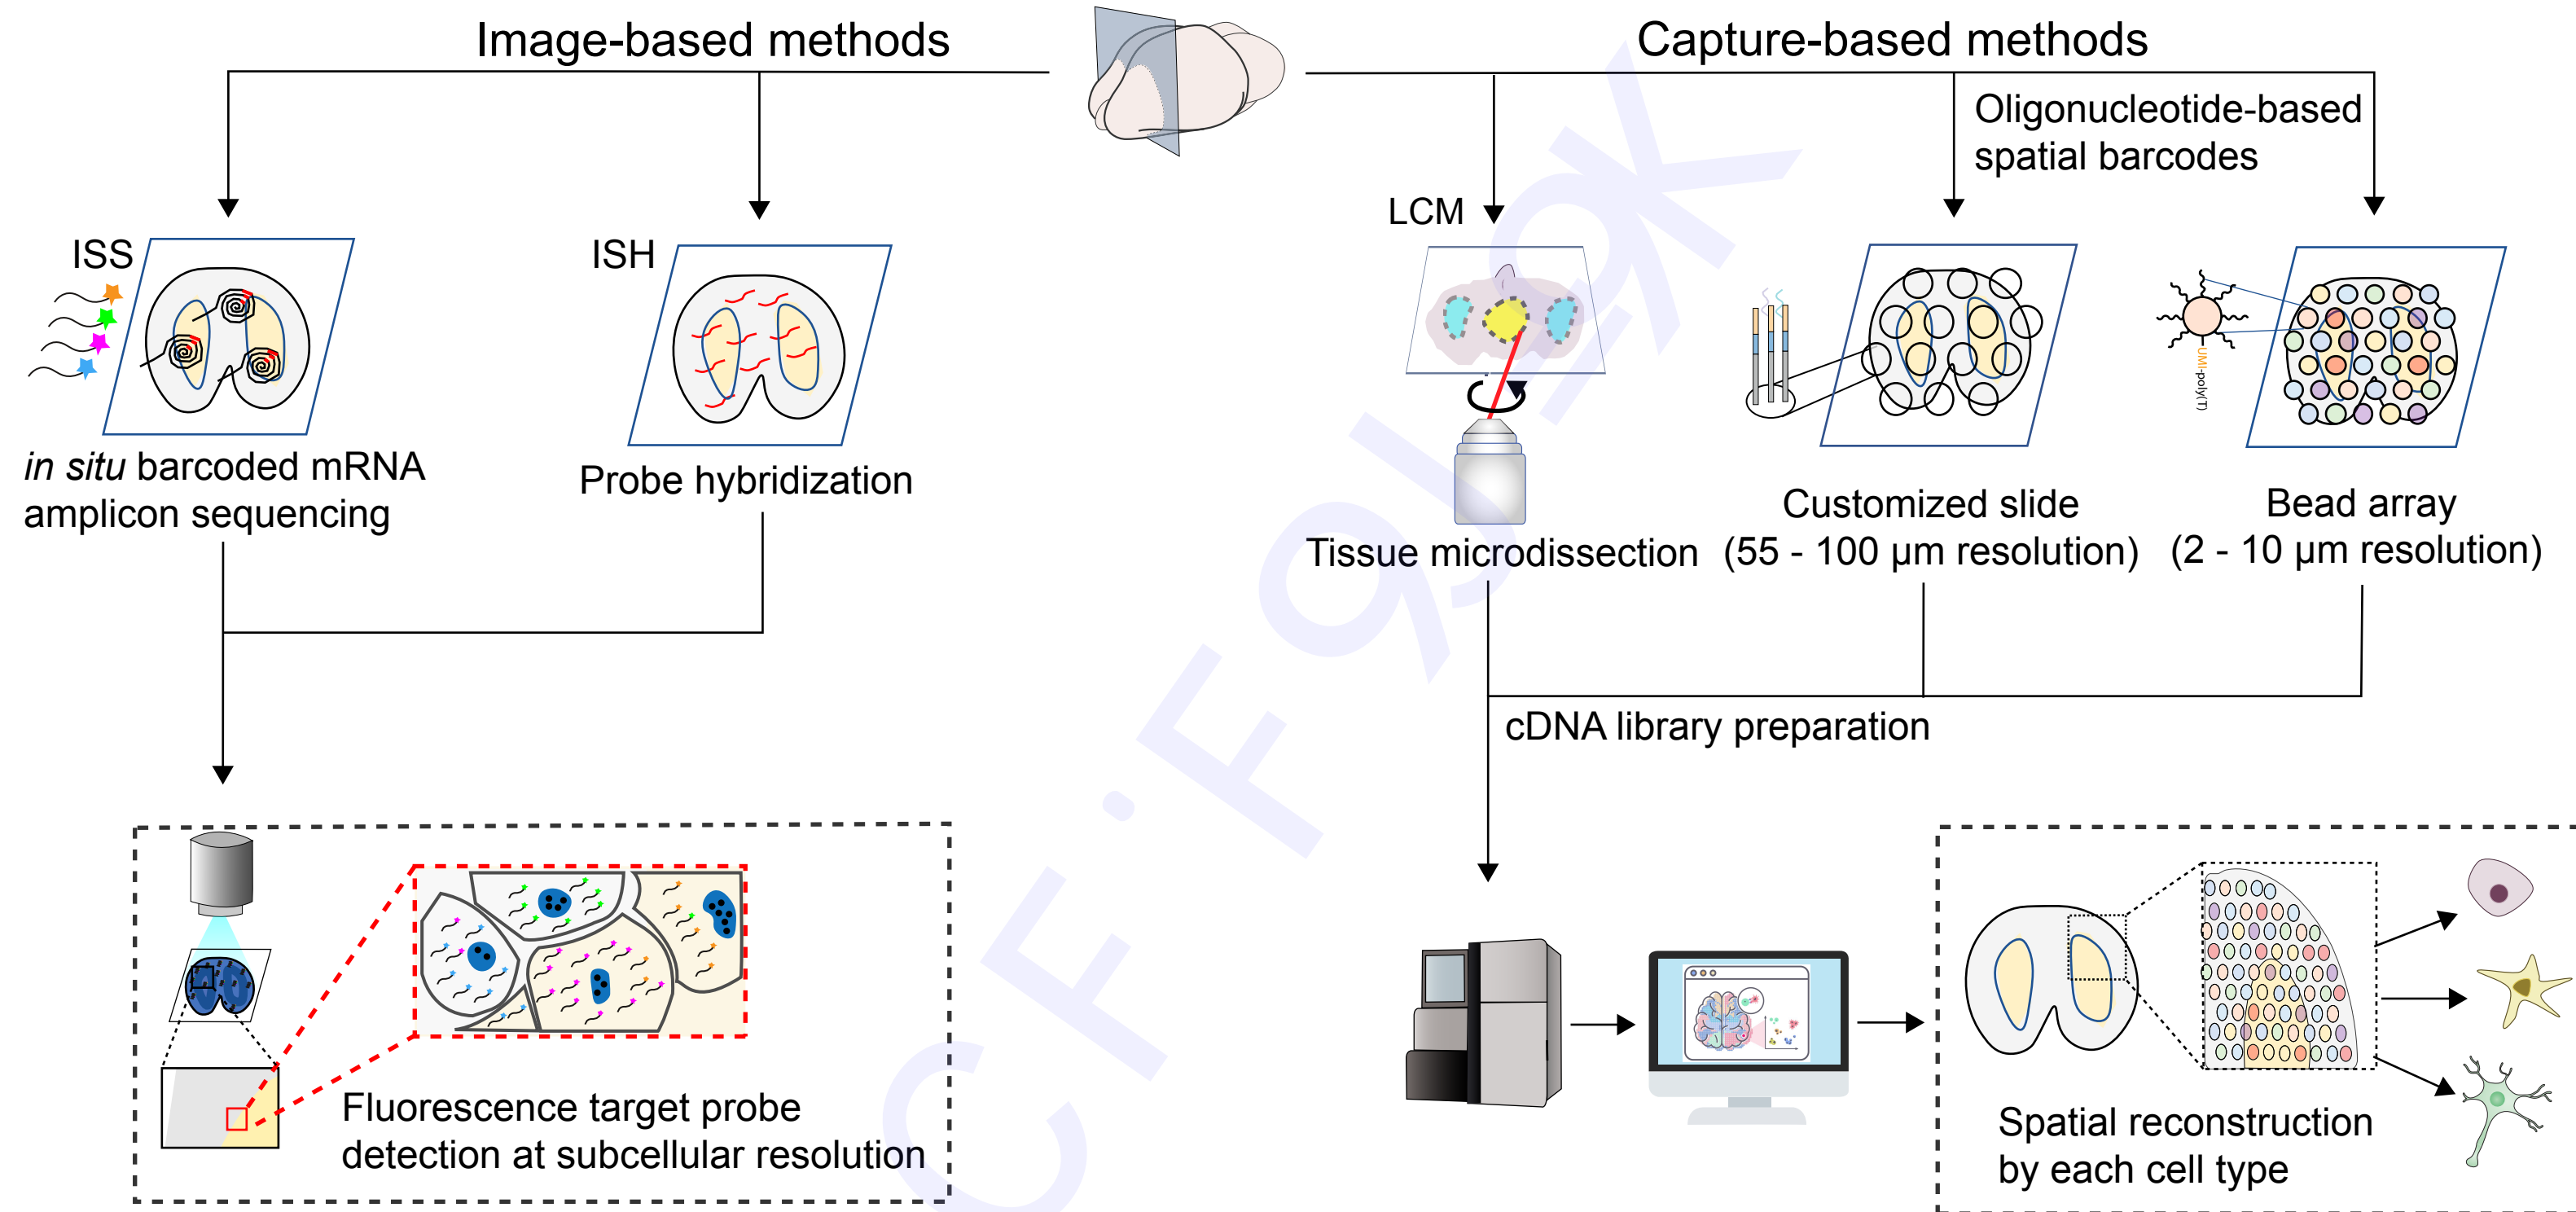 Image-based methods
Capture-based methods
Oligonucleotide-based
spatial barcodes
ISS
ISH
LCM
UMI-poly(T)
in situ barcoded mRNA
amplicon sequencing
Probe hybridization
Tissue microdissection
Customized slide
(55 - 100 µm resolution)
Bead array
(2 - 10 µm resolution)
cDNA library preparation
Fluorescence target probe
detection at subcellular resolution
Spatial reconstruction
by each cell type